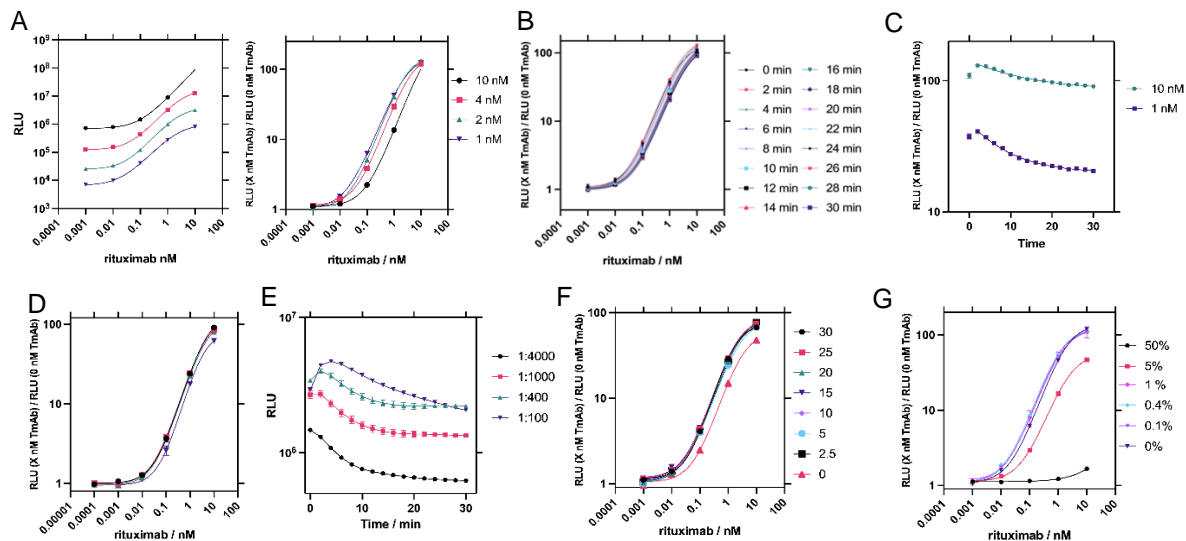 A
RLU
10⁹
10⁸
10⁷
10⁶
10⁵
10⁴
10³
0.0001
0.001
0.01
0.1
1
10
100
rituximab nM
RLU (X nM TmAb) / RLU (0 nM TmAb)
100
10
1
0.0001
0.001
0.01
0.1
1
10
100
rituximab / nM
10 nM
4 nM
2 nM
1 nM
B
RLU (X nM TmAb) / RLU (0 nM TmAb)
100
10
1
0.0001
0.001
0.01
0.1
1
10
100
rituximab / nM
0 min
2 min
4 min
6 min
8 min
10 min
12 min
14 min
16 min
18 min
20 min
22 min
24 min
26 min
28 min
30 min
C
RLU (X nM TmAb) / RLU (0 nM TmAb)
100
10
0
10
20
30
Time
10 nM
1 nM
D
RLU (X nM TmAb) / RLU (0 nM TmAb)
100
10
1
0.00001
0.0001
0.001
0.01
0.1
1
10
100
rituximab / nM
E
RLU
10⁷
10⁶
0
10
20
30
Time / min
1:4000
1:1000
1:400
1:100
F
RLU (X nM TmAb) / RLU (0 nM TmAb)
100
10
1
0.0001
0.001
0.01
0.1
1
10
100
rituximab / nM
30
25
20
15
10
5
2.5
0
G
RLU (X nM TmAb) / RLU (0 nM TmAb)
100
10
1
0.0001
0.001
0.01
0.1
1
10
100
rituximab / nM
50%
5%
1 %
0.4%
0.1%
0%